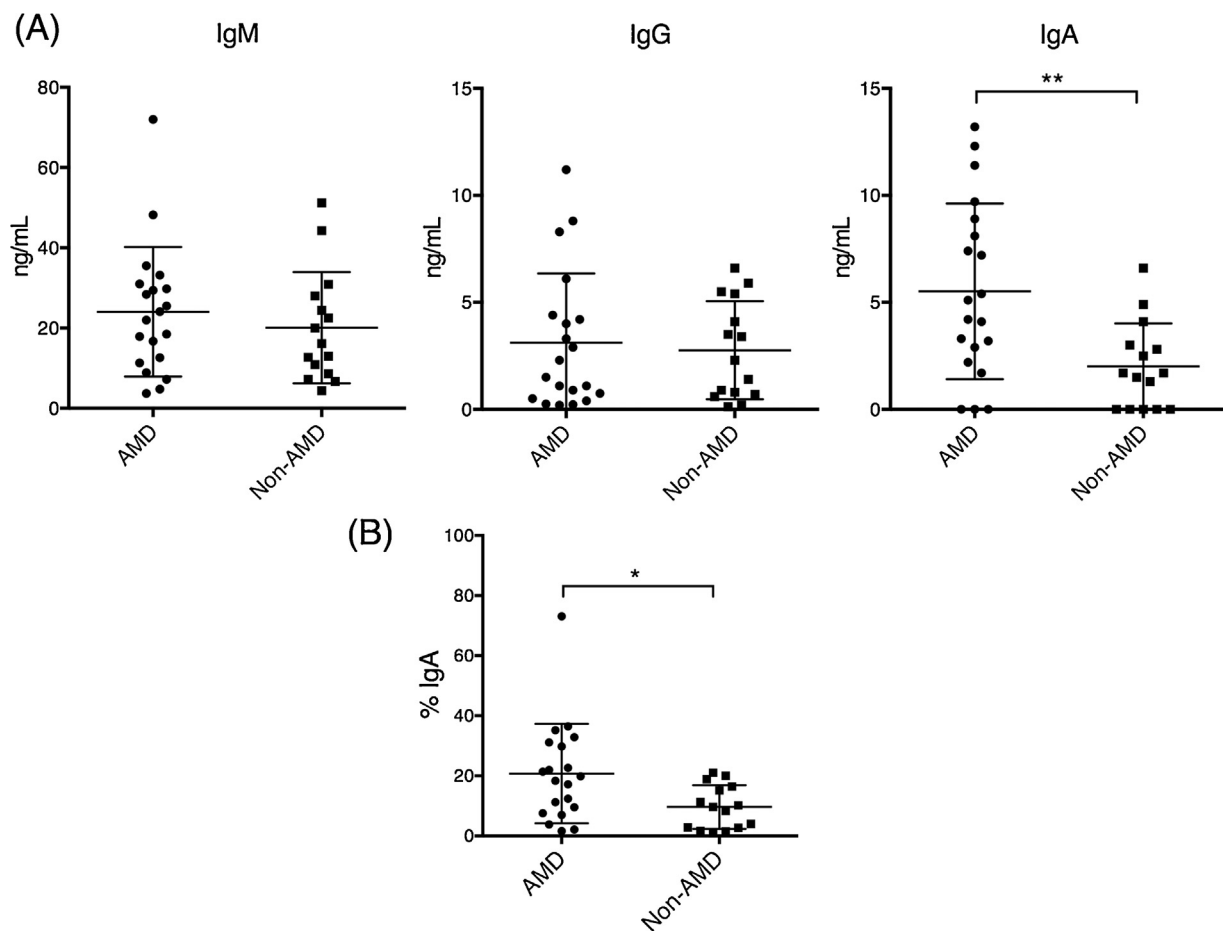 (A)
IgM
IgG
IgA
80
60
40
20
0
ng/mL
AMD
Non-AMD
15
10
5
0
ng/mL
AMD
Non-AMD
15
10
5
0
ng/mL
**
AMD
Non-AMD
(B)
100
80
60
40
20
0
% IgA
*
AMD
Non-AMD